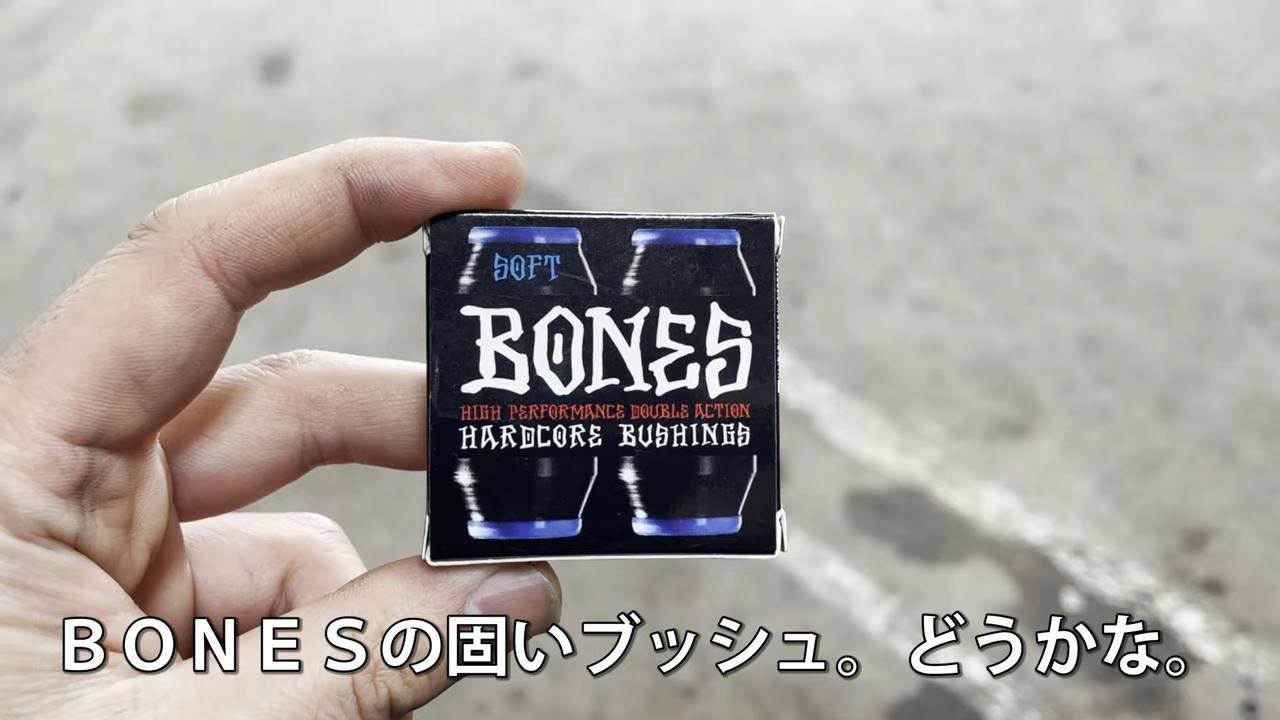 SOFT
BONES
HIGH PERFORMANCE DOUBLE ACTION
HARDCORE BUSHINGS
ＢＯＮＥＳの固いブッシュ。どうかな。